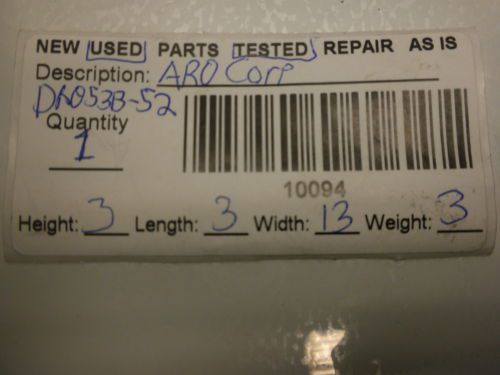 NEW USED PARTS TESTED REPAIR AS IS
Description: ARO Corp
DA053B-52
Quantity
1
10094
Height: 3 Length: 3 Width: 13 Weight: 3